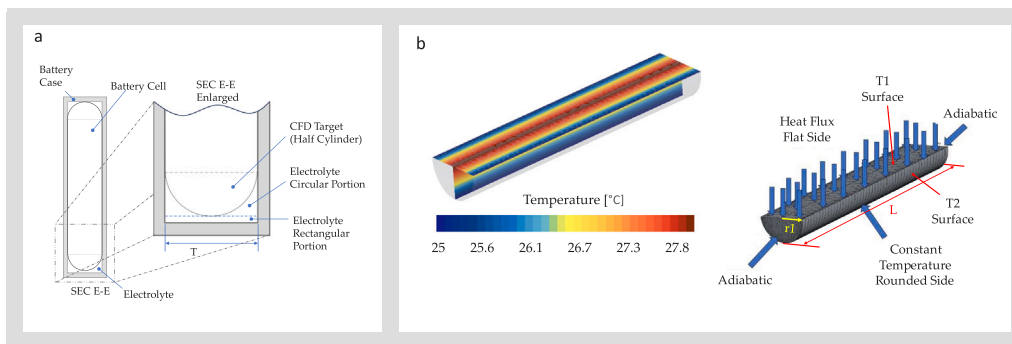 a
Battery
Case
Battery Cell
SEC E-E
Enlarged
CFD Target
(Half Cylinder)
Electrolyte
Circular Portion
Electrolyte
Rectangular
Portion
T
SEC E-E
Electrolyte
b
Temperature [°C]
25 25.6 26.1 26.7 27.3 27.8
T1
Surface
Heat Flux
Flat Side
Adiabatic
rI
L
T2
Surface
Constant
Temperature
Rounded Side
Adiabatic